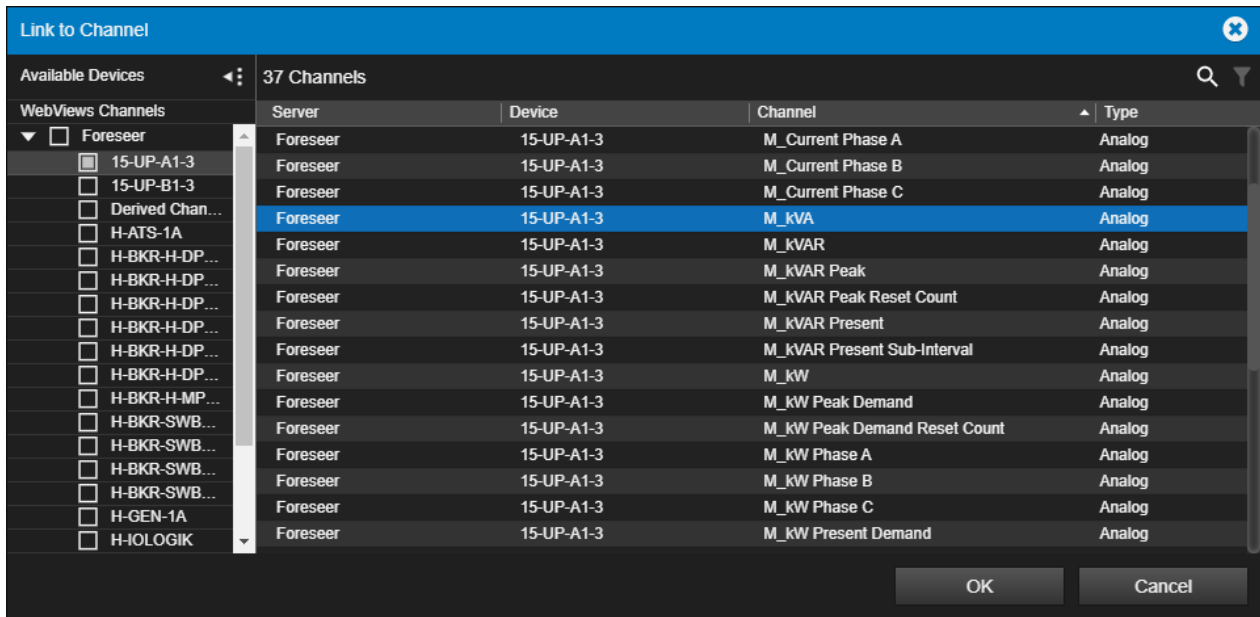 Link to Channel
Available Devices
37 Channels
WebViews Channels
Server Device Channel Type
Foreseer
15-UP-A1-3
15-UP-B1-3
Derived Chan...
H-ATS-1A
H-BKR-H-DP...
H-BKR-H-DP...
H-BKR-H-DP...
H-BKR-H-DP...
H-BKR-H-DP...
H-BKR-H-DP...
H-BKR-H-MP...
H-BKR-SWB...
H-BKR-SWB...
H-BKR-SWB...
H-BKR-SWB...
H-GEN-1A
H-IOLOGIK
Foreseer 15-UP-A1-3 M_Current Phase A Analog
Foreseer 15-UP-A1-3 M_Current Phase B Analog
Foreseer 15-UP-A1-3 M_Current Phase C Analog
Foreseer 15-UP-A1-3 M_kVA Analog
Foreseer 15-UP-A1-3 M_kVAR Analog
Foreseer 15-UP-A1-3 M_kVAR Peak Analog
Foreseer 15-UP-A1-3 M_kVAR Peak Reset Count Analog
Foreseer 15-UP-A1-3 M_kVAR Present Analog
Foreseer 15-UP-A1-3 M_kVAR Present Sub-Interval Analog
Foreseer 15-UP-A1-3 M_kW Analog
Foreseer 15-UP-A1-3 M_kW Peak Demand Analog
Foreseer 15-UP-A1-3 M_kW Peak Demand Reset Count Analog
Foreseer 15-UP-A1-3 M_kW Phase A Analog
Foreseer 15-UP-A1-3 M_kW Phase B Analog
Foreseer 15-UP-A1-3 M_kW Phase C Analog
Foreseer 15-UP-A1-3 M_kW Present Demand Analog
OK Cancel